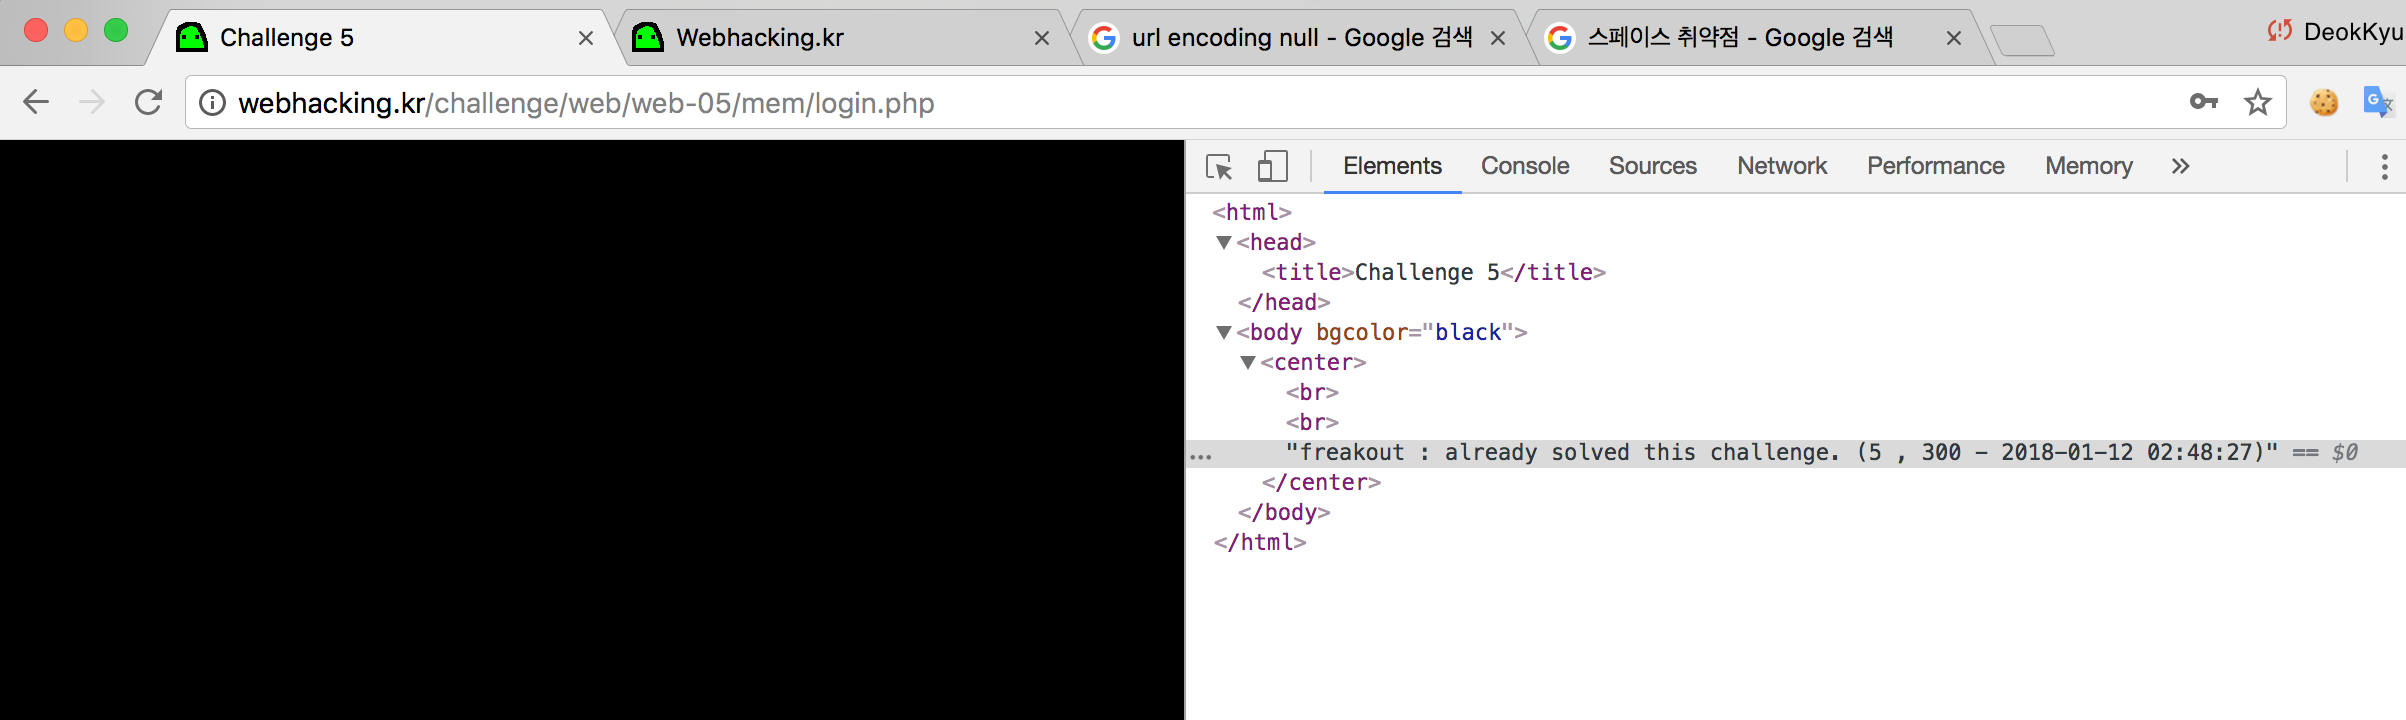 Challenge 5
Webhacking.kr
url encoding null - Google 검색
스페이스 취약점 - Google 검색
DeokKyu
webhacking.kr/challenge/web/web-05/mem/login.php
Elements Console Sources Network Performance Memory »
<html>
▼<head>
<title>Challenge 5</title>
</head>
▼<body bgcolor="black">
▼<center>
<br>
<br>
... "freakout : already solved this challenge. (5 , 300 - 2018-01-12 02:48:27)" == $0
</center>
</body>
</html>